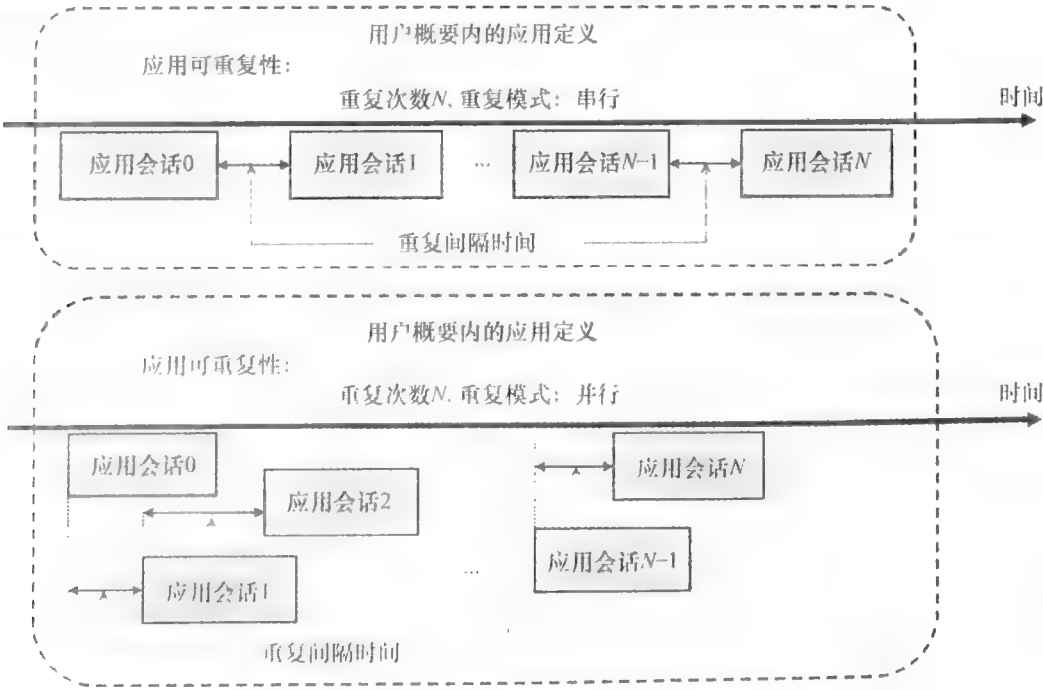 用户概要内的应用定义
应用可重复性：
重复次数N, 重复模式：串行
时间
应用会话0
应用会话1
...
应用会话N-1
应用会话N
重复间隔时间
用户概要内的应用定义
应用可重复性：
重复次数N, 重复模式：并行
时间
应用会话0
应用会话N
应用会话2
应用会话N-1
...
应用会话1
重复间隔时间